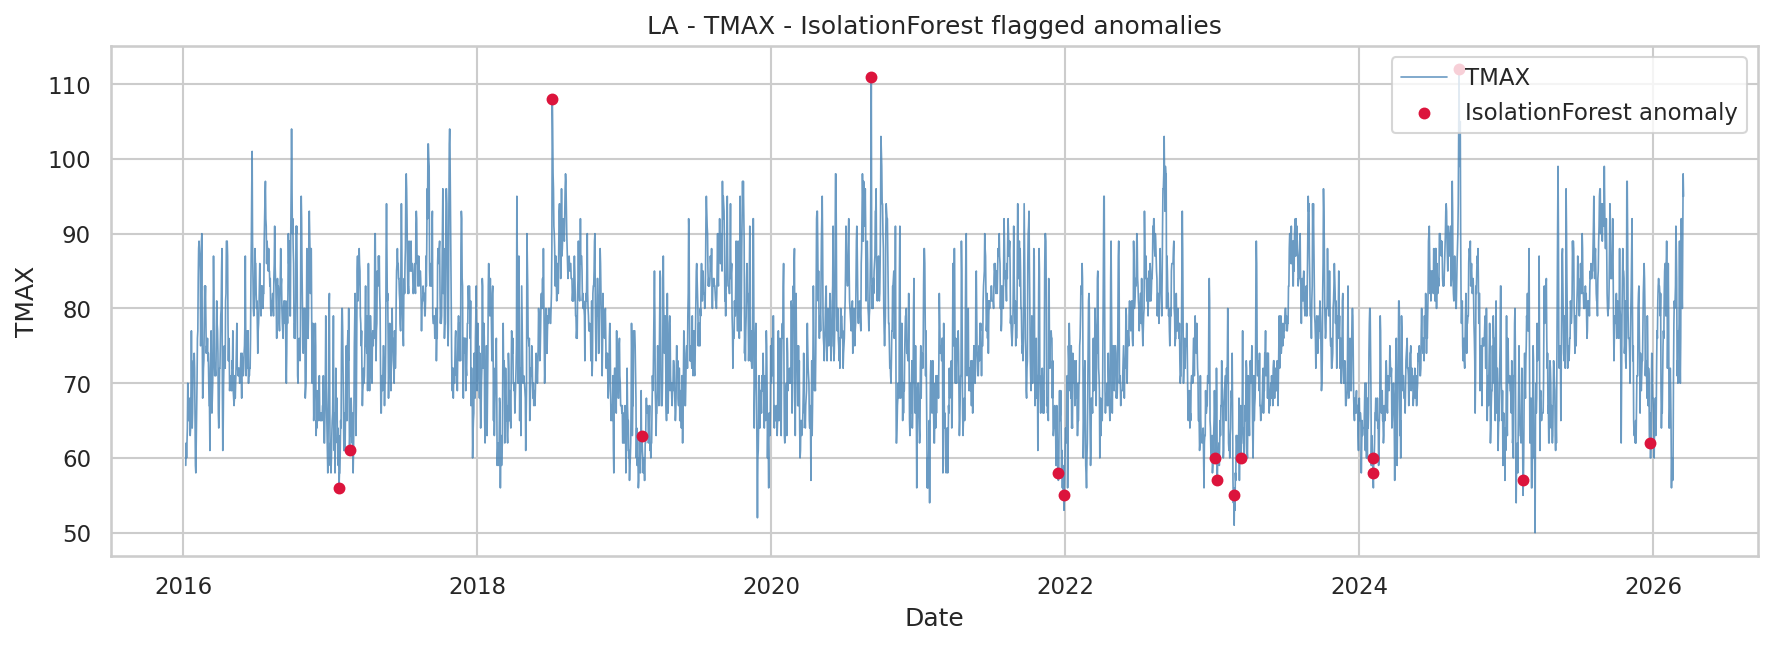 LA - TMAX - IsolationForest flagged anomalies
TMAX
IsolationForest anomaly
110
100
90
80
70
60
50
TMAX
2016
2018
2020
2022
2024
2026
Date